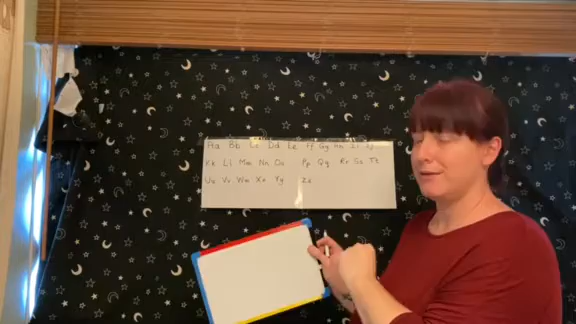 Aa Bb Cc Dd Ee Ff Gg Hh Ii Jj
Kk Ll Mm Nn Oo Pp Qq Rr Ss Tt
Uu Vv Ww Xx Yy Zz